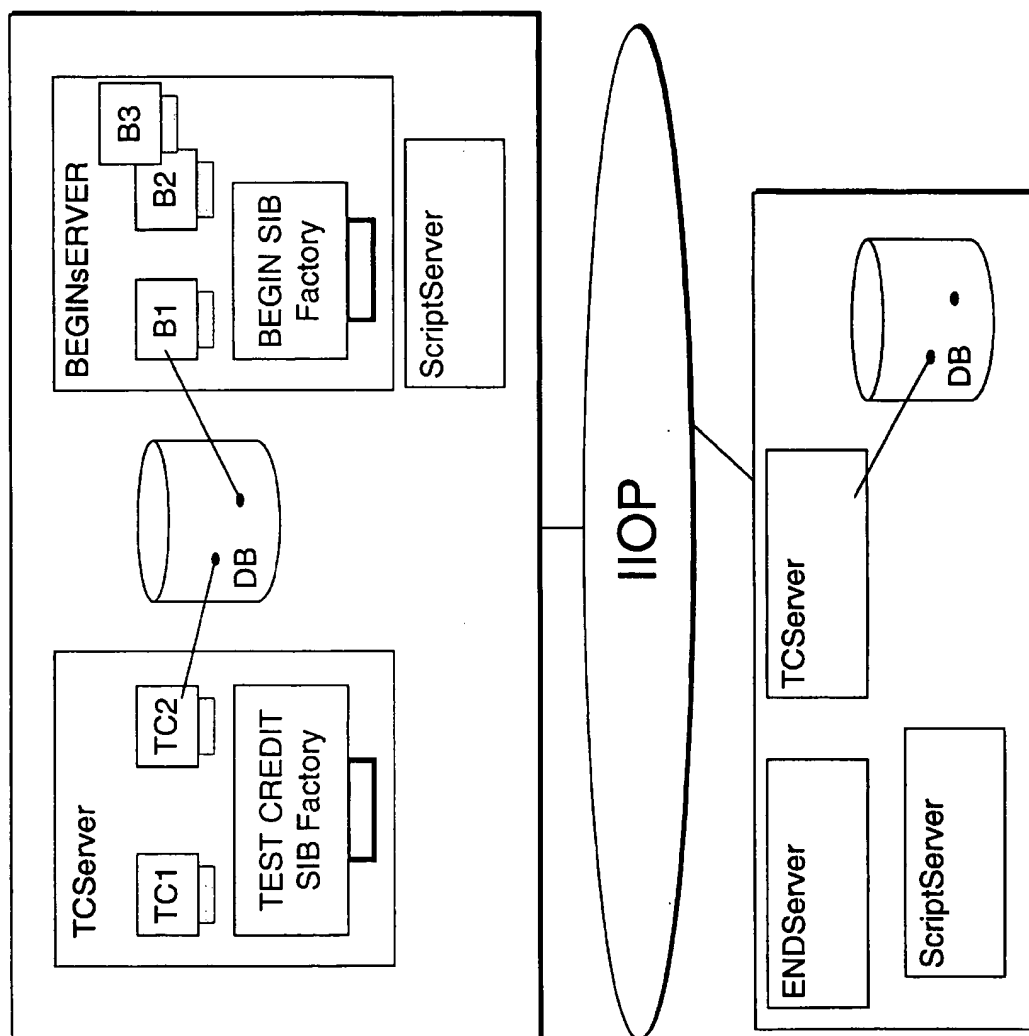 TCServer
TC1
TC2
TEST CREDIT
SIB Factory
DB
BEGINsERVER
B1
B2
B3
BEGIN SIB
Factory
ScriptServer
IIOP
ENDServer
TCServer
ScriptServer
DB